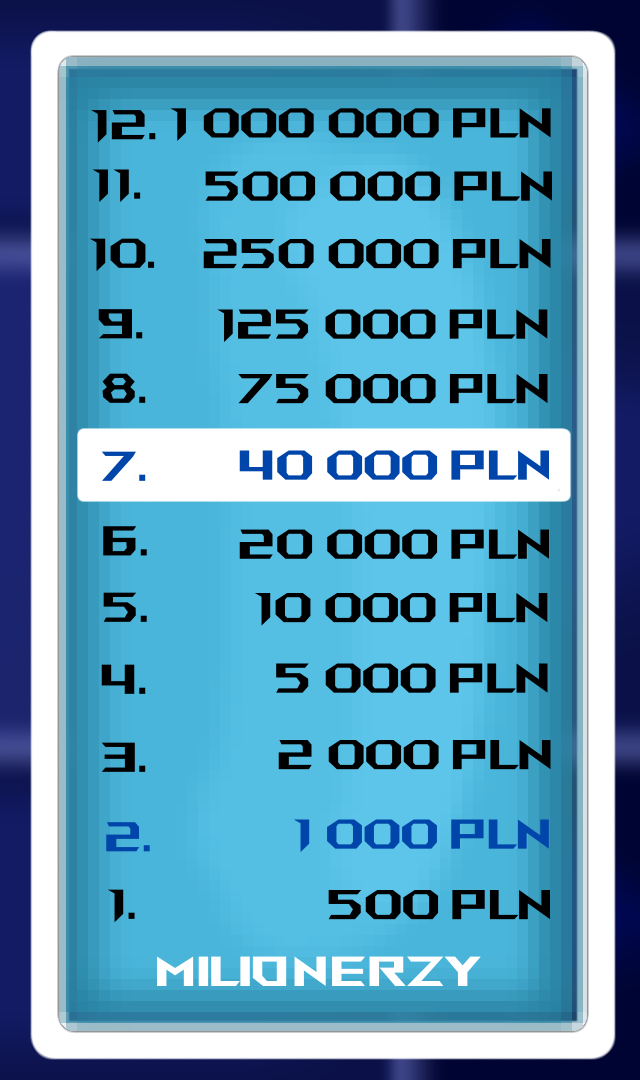 12. 1 000 000 PLN
11. 500 000 PLN
10. 250 000 PLN
9. 125 000 PLN
8. 75 000 PLN
7. 40 000 PLN
6. 20 000 PLN
5. 10 000 PLN
4. 5 000 PLN
3. 2 000 PLN
2. 1 000 PLN
1. 500 PLN
MILIONERZY